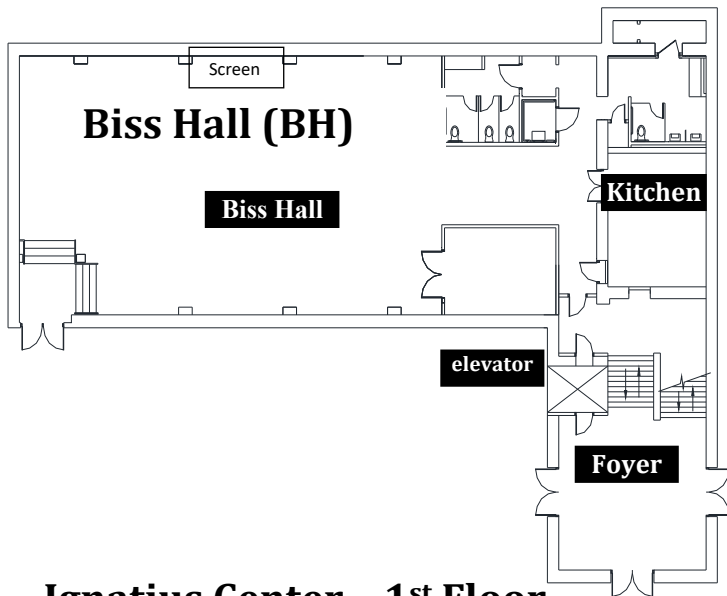 Screen
Biss Hall (BH)
Biss Hall
Kitchen
elevator
Foyer
Ignatius Center – 1st Floor